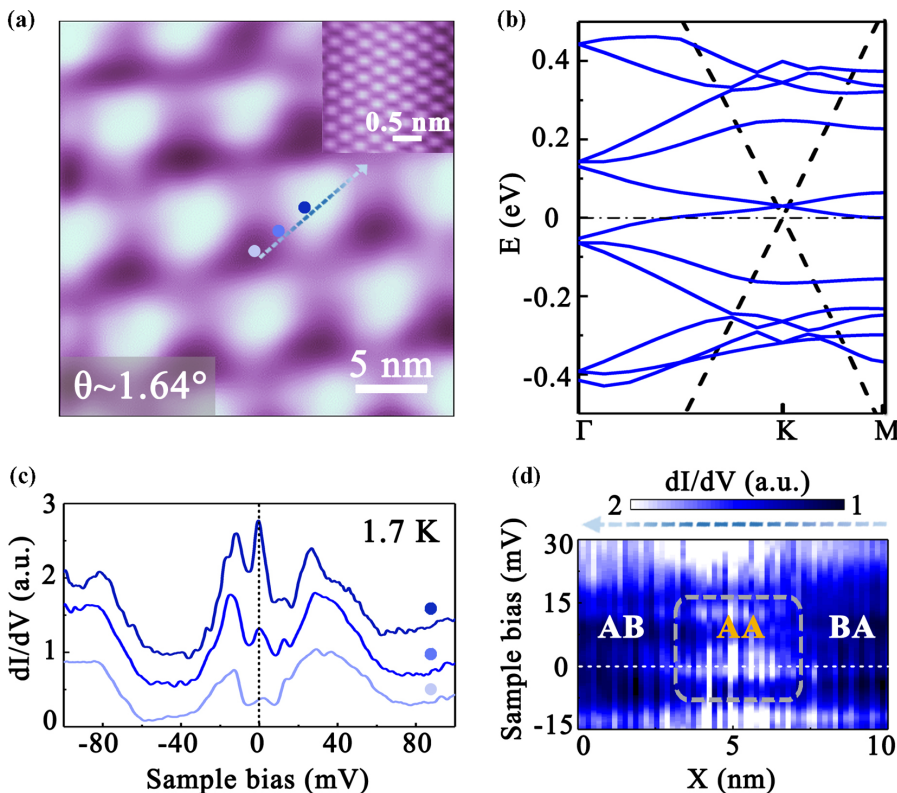 (a)
0.5 nm
5 nm
θ~1.64°
(b)
E (eV)
0.4
0.2
0
-0.2
-0.4
Γ K M
(c)
dI/dV (a.u.)
3
2
1
0
1.7 K
-80 -40 0 40 80
Sample bias (mV)
(d)
dI/dV (a.u.)
2 1
Sample bias (mV)
30
15
0
-15
AB AA BA
0 5 10
X (nm)